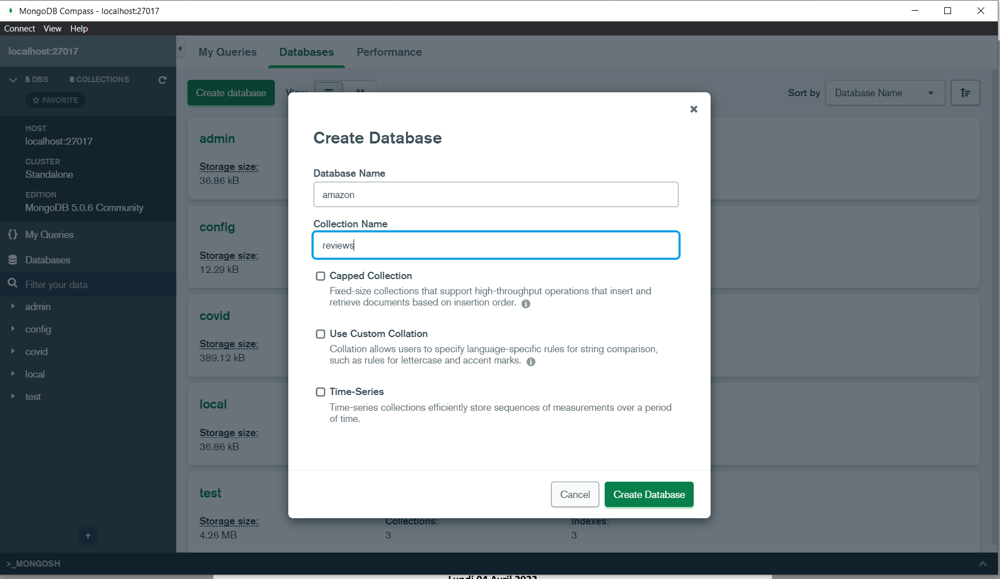 MongoDB Compass - localhost:27017
Connect View Help
localhost:27017
My Queries Databases Performance
5 DBS 8 COLLECTIONS
FAVORITE
Create database View
Sort by Database Name
HOST
localhost:27017
CLUSTER
Standalone
EDITION
MongoDB 5.0.6 Community
My Queries
Databases
Filter your data
admin
config
covid
local
test
admin
Storage size:
36.86 kB
config
Storage size:
12.29 kB
covid
Storage size:
389.12 kB
local
Storage size:
36.86 kB
test
Storage size: Collections: Indexes:
4.26 MB 3 3
Create Database
Database Name
amazon
Collection Name
reviews
Capped Collection
Fixed-size collections that support high-throughput operations that insert and
retrieve documents based on insertion order.
Use Custom Collation
Collation allows users to specify language-specific rules for string comparison,
such as rules for lettercase and accent marks.
Time-Series
Time-series collections efficiently store sequences of measurements over a period
of time.
Cancel Create Database
>_MONGOSH
Lundi 04 Avril 2022